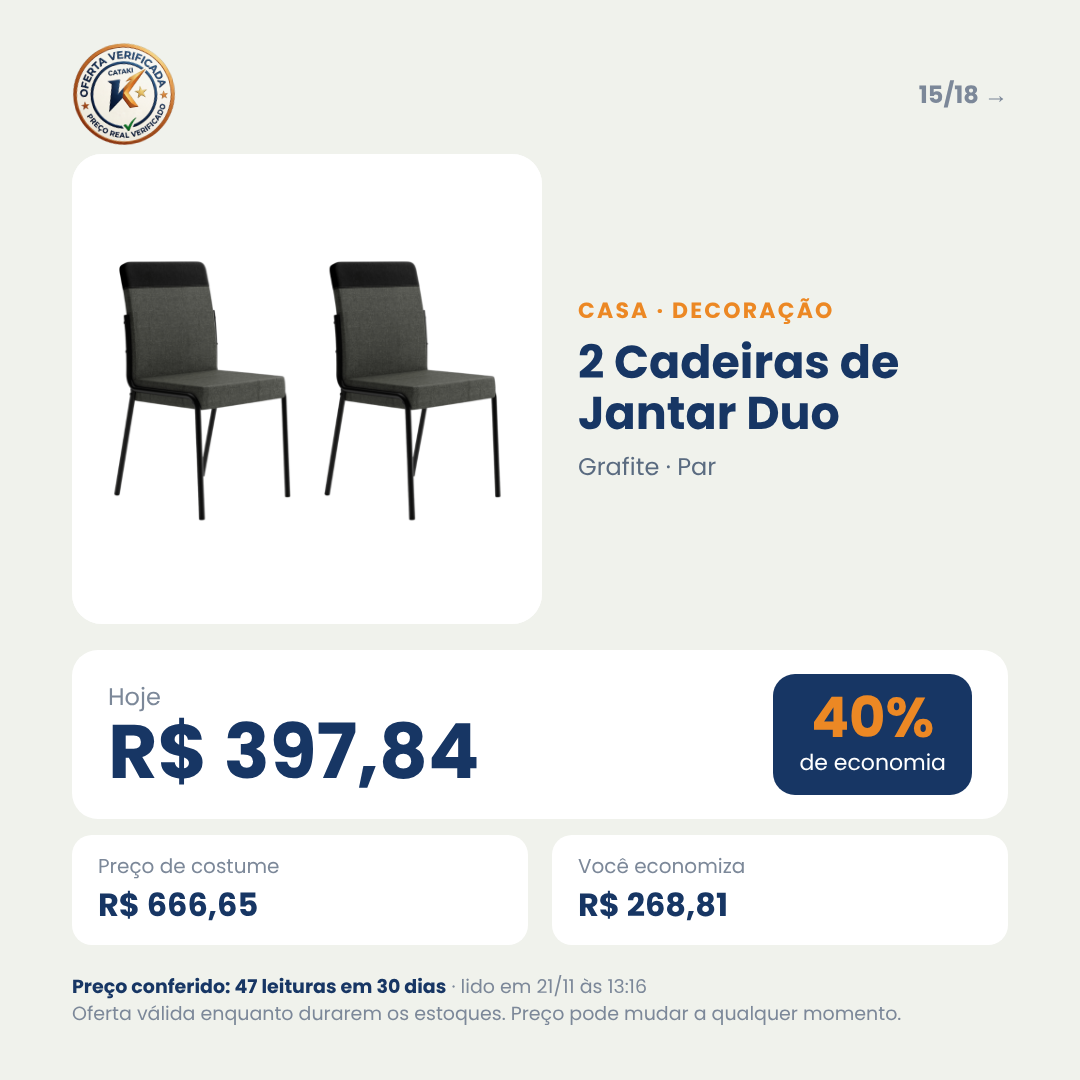 OFERTA VERIFICADA
CATAKI
K
PREÇO REAL VERIFICADO
15/18 →
CASA · DECORAÇÃO
2 Cadeiras de
Jantar Duo
Grafite · Par
Hoje
R$ 397,84
40%
de economia
Preço de costume
R$ 666,65
Você economiza
R$ 268,81
Preço conferido: 47 leituras em 30 dias · lido em 21/11 às 13:16
Oferta válida enquanto durarem os estoques. Preço pode mudar a qualquer momento.